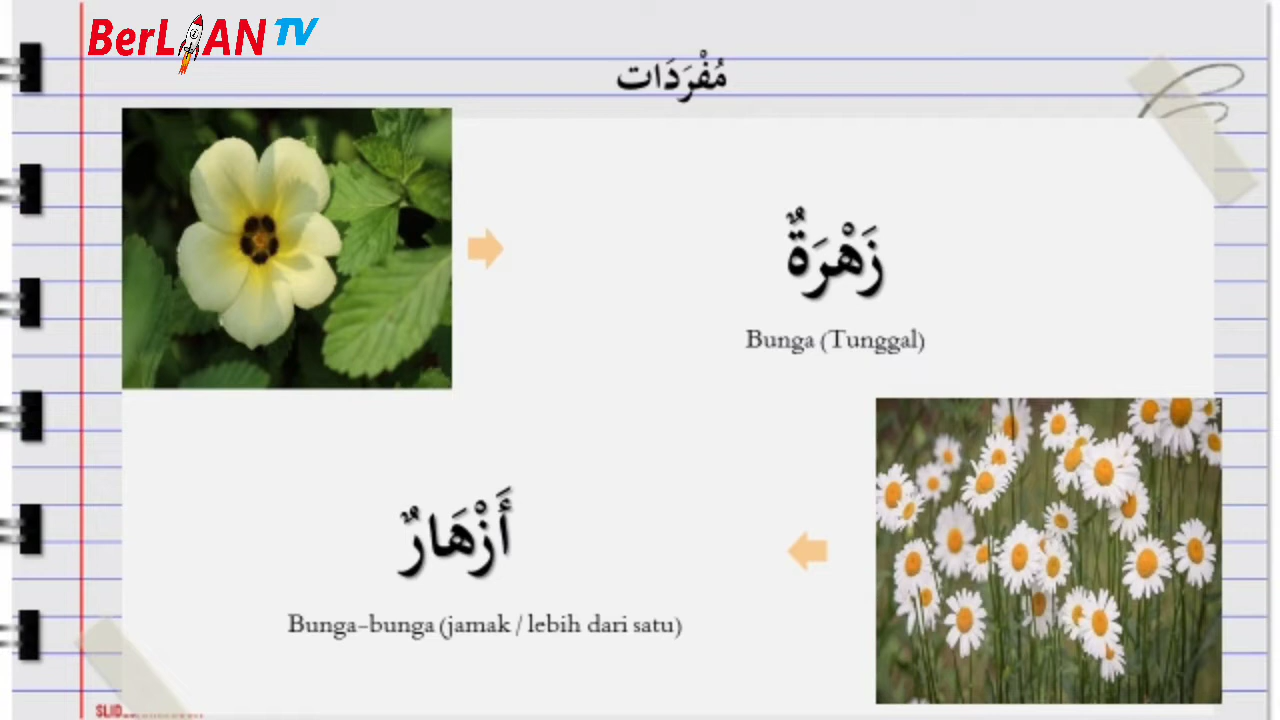 BerLIAN TV
مُفْرَدَات
زَهْرَةٌ
Bunga (Tunggal)
أَزْهَارٌ
Bunga-bunga (jamak / lebih dari satu)